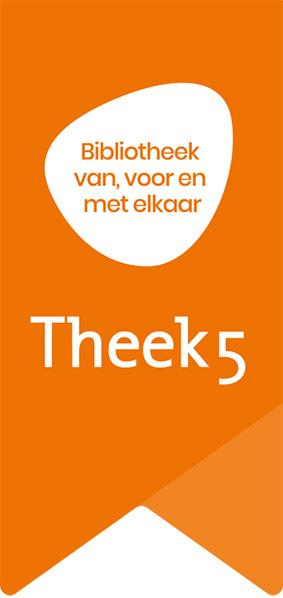 Bibliotheek
van, voor en
met elkaar
Theek 5